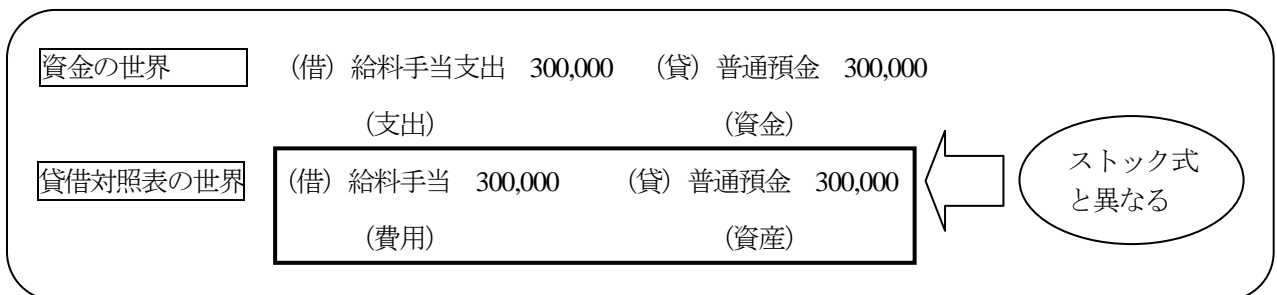 資金の世界 （借）給料手当支出 300,000 （貸）普通預金 300,000
（支出） （資金）
貸借対照表の世界 （借）給料手当 300,000 （貸）普通預金 300,000
（費用） （資産）
ストック式
と異なる